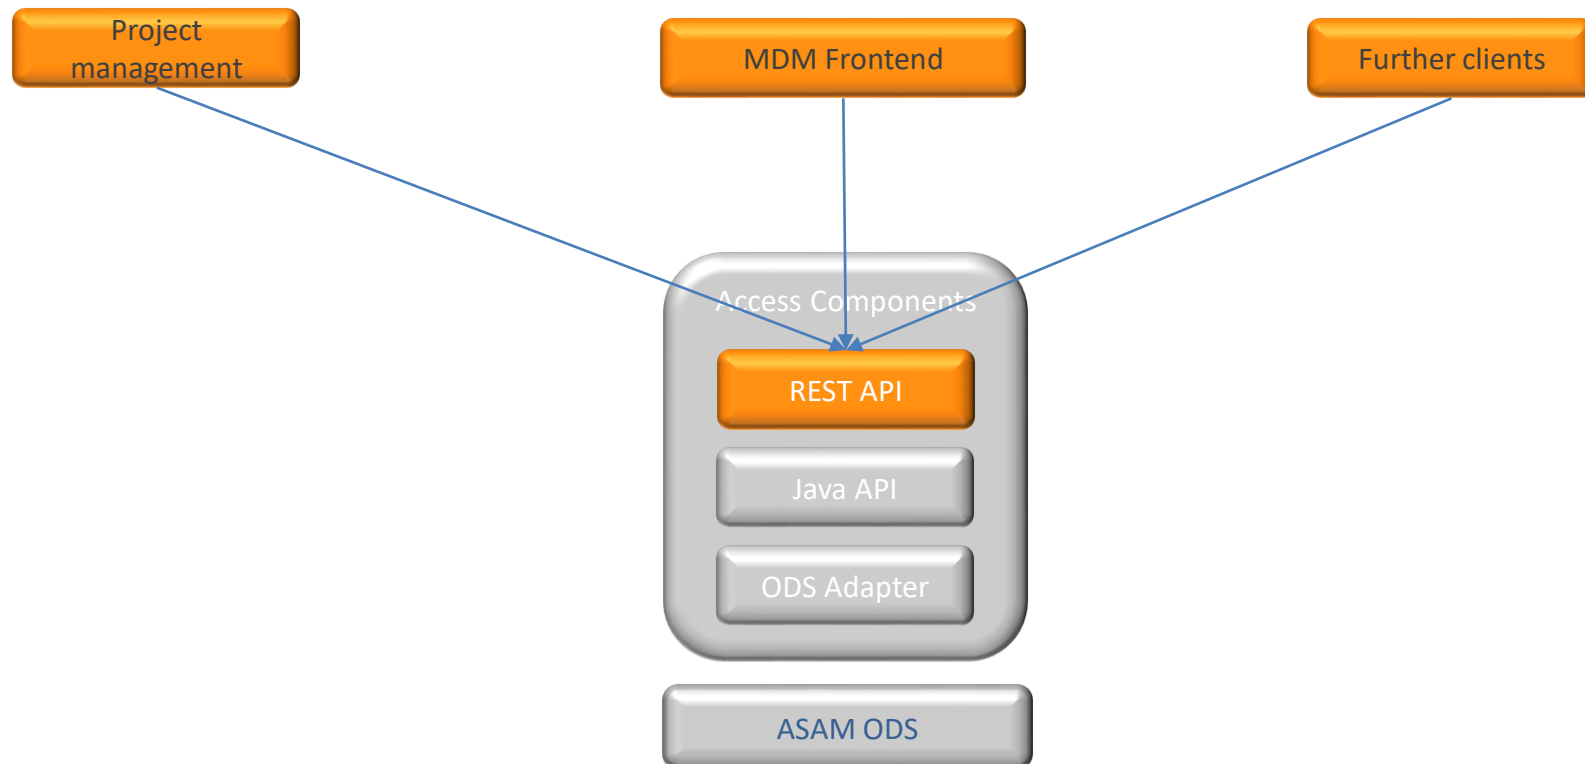 Project
management
MDM Frontend
Further clients
Access Components
REST API
Java API
ODS Adapter
ASAM ODS